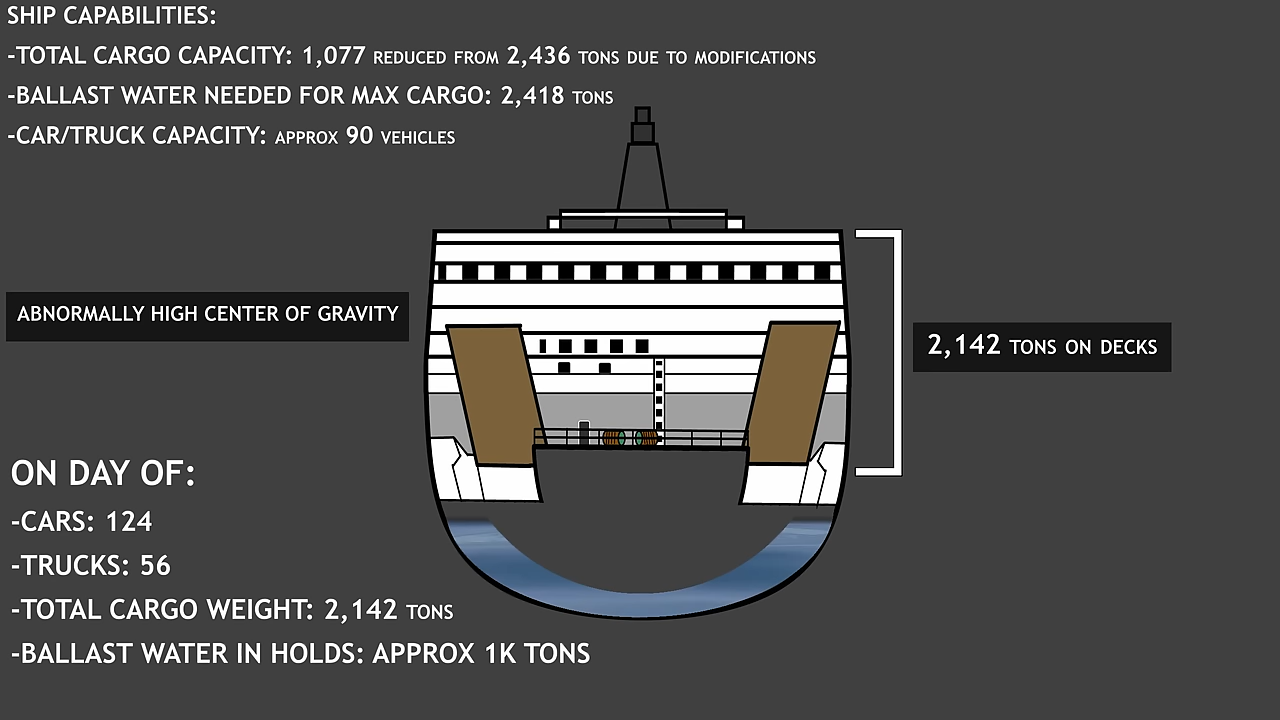 SHIP CAPABILITIES:
-TOTAL CARGO CAPACITY: 1,077 REDUCED FROM 2,436 TONS DUE TO MODIFICATIONS
-BALLAST WATER NEEDED FOR MAX CARGO: 2,418 TONS
-CAR/TRUCK CAPACITY: APPROX 90 VEHICLES
ABNORMALLY HIGH CENTER OF GRAVITY
2,142 TONS ON DECKS
ON DAY OF:
-CARS: 124
-TRUCKS: 56
-TOTAL CARGO WEIGHT: 2,142 TONS
-BALLAST WATER IN HOLDS: APPROX 1K TONS